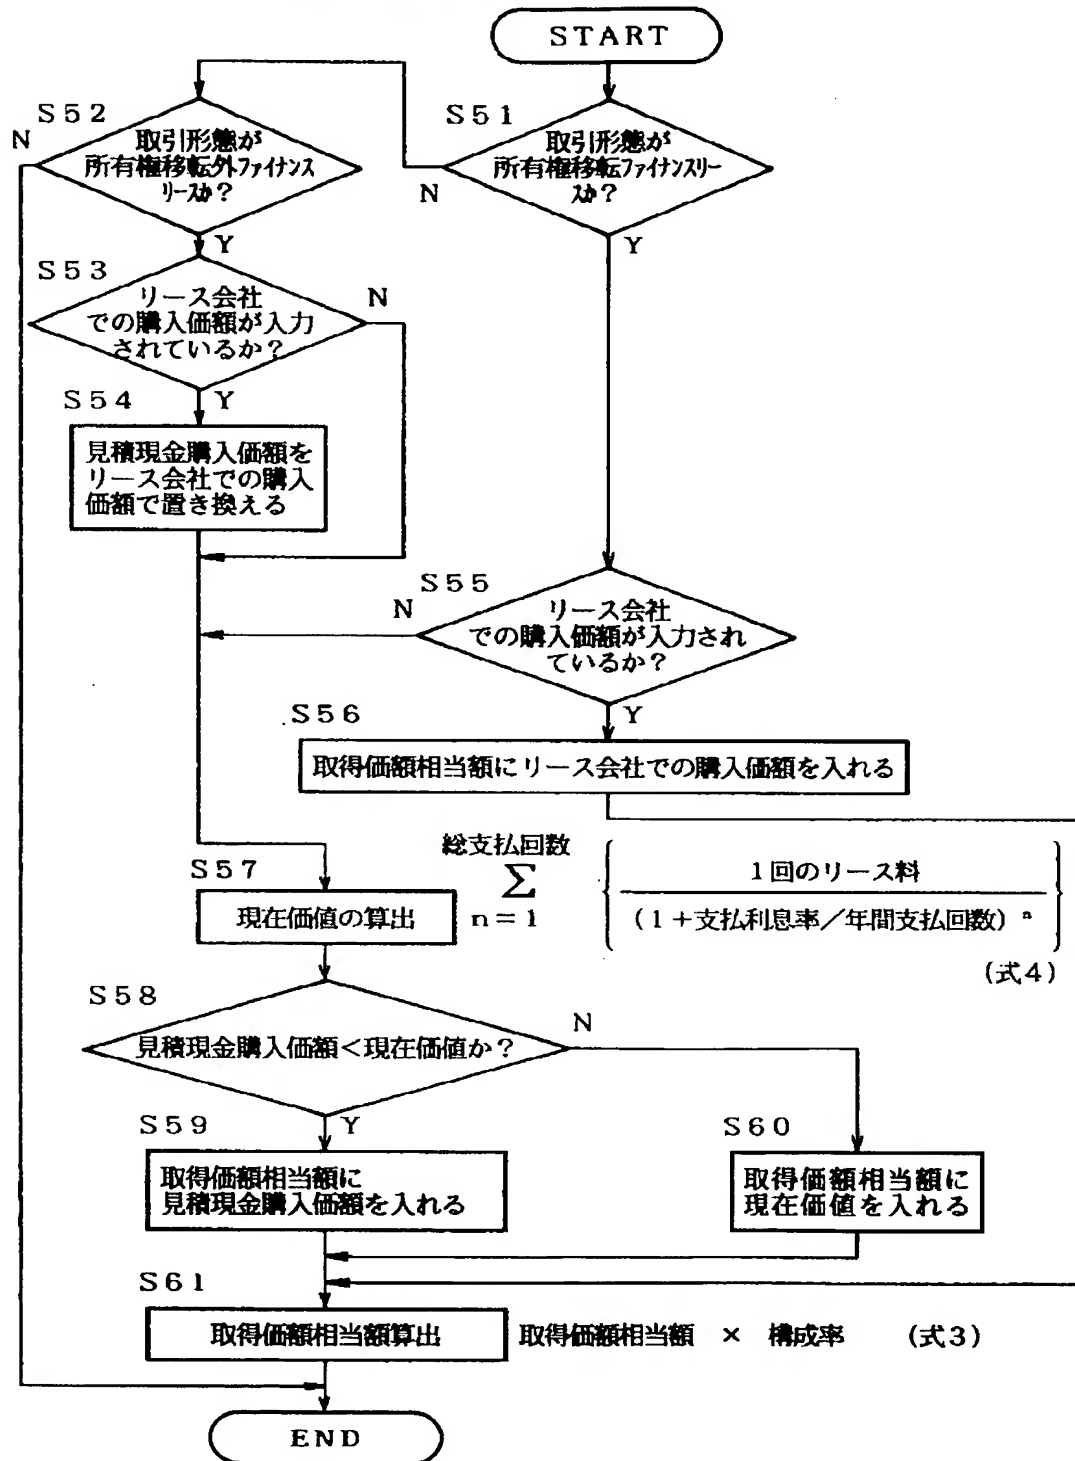 START
S52
N
取引形態が
所有権移転外ファイナンス
リースか？
S51
取引形態が
所有権移転ファイナンスリー
スか？
N
Y
Y
S53
リース会社
での購入価額が入力
されているか？
N
Y
S54
見積現金購入価額を
リース会社での購入
価額で置き換える
S55
N
リース会社
での購入価額が入力され
ているか？
Y
S56
取得価額相当額にリース会社での購入価額を入れる
S57
現在価値の算出
総支払回数
Σ
n＝1
1回のリース料
(1＋支払利息率／年間支払回数) n
(式4)
S58
見積現金購入価額＜現在価値か？
N
Y
S59
取得価額相当額に
見積現金購入価額を入れる
S60
取得価額相当額に
現在価値を入れる
S61
取得価額相当額算出
取得価額相当額 × 構成率 (式3)
END